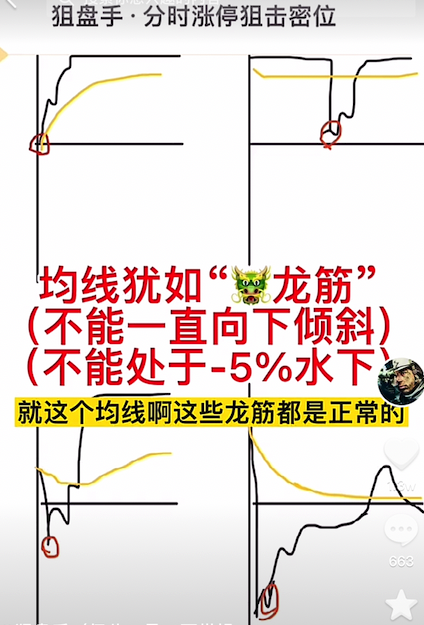 狙盘手·分时涨停狙击密位
均线犹如“🐲龙筋”
（不能一直向下倾斜）
（不能处于-5%水下）
就这个均线啊这些龙筋都是正常的
663